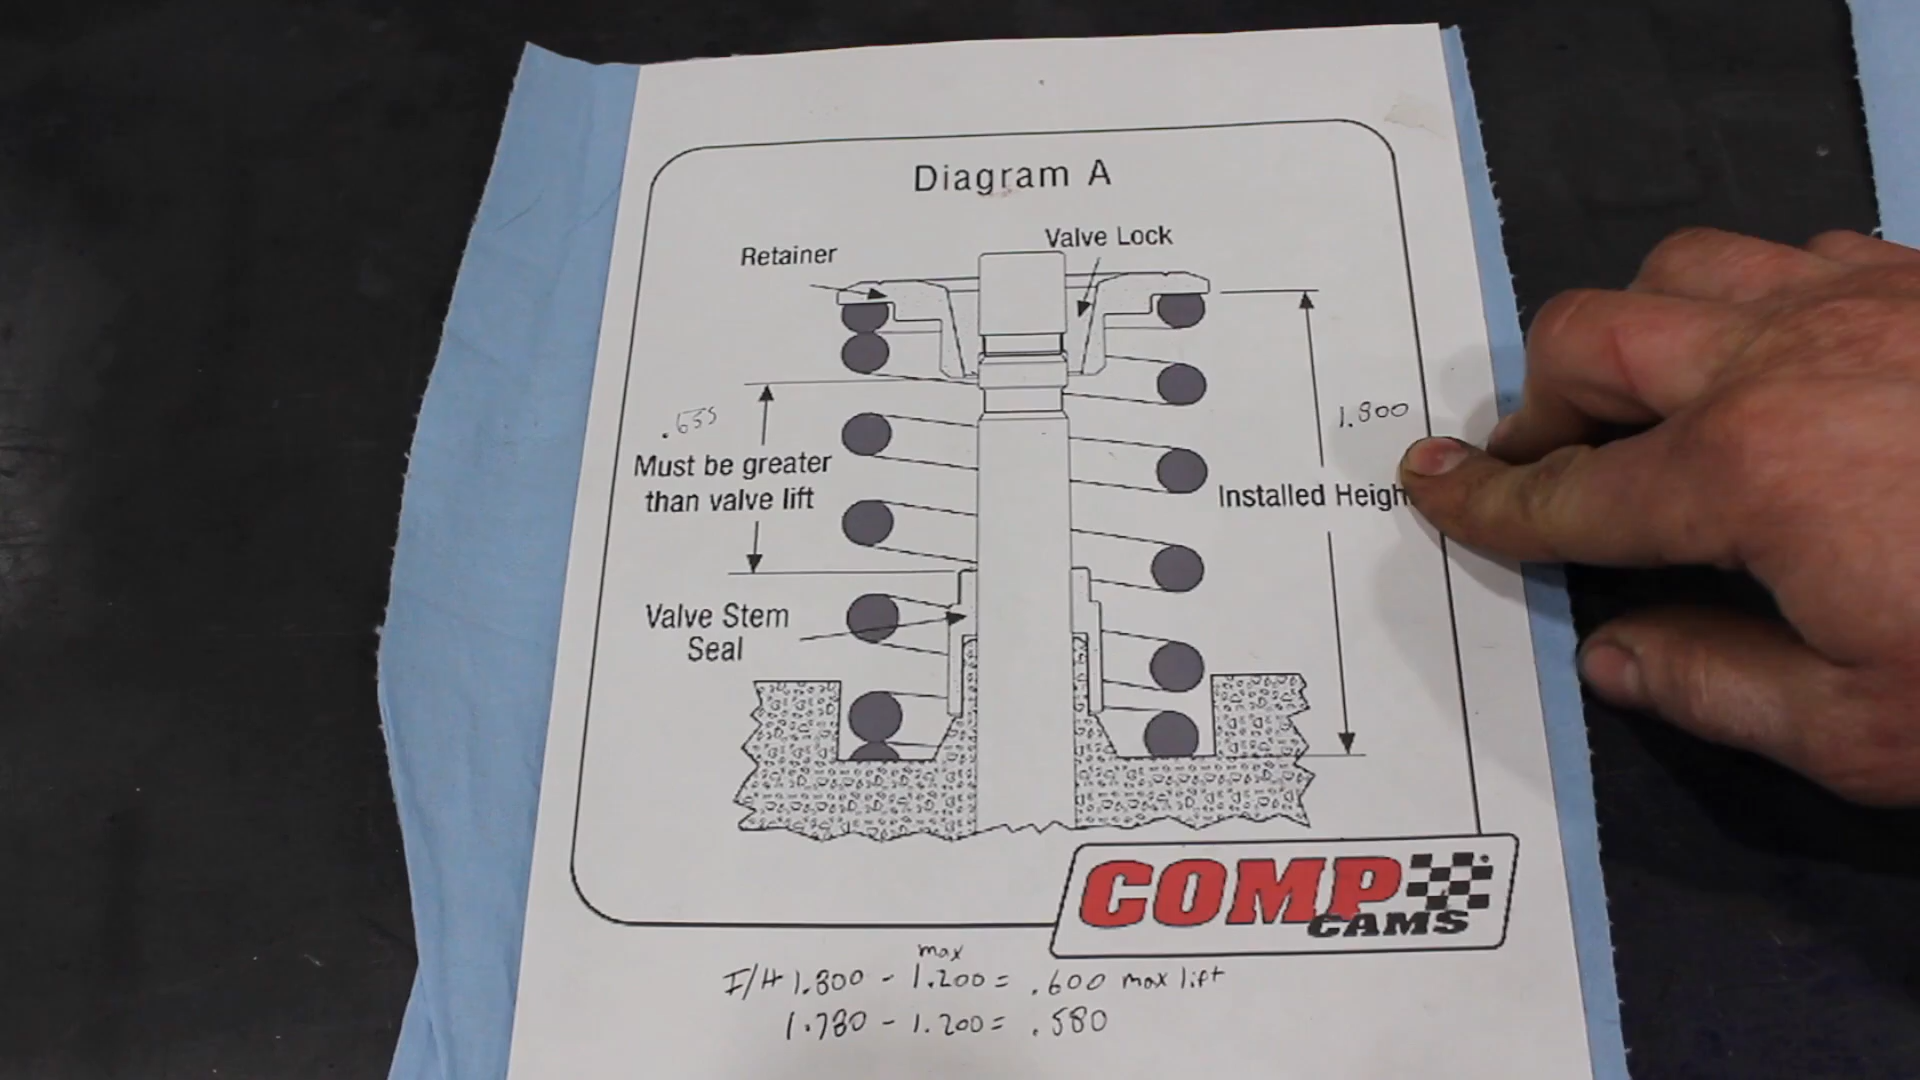 Diagram A
Retainer
Valve Lock
.655
1.800
Must be greater
than valve lift
Installed Heigh
Valve Stem
Seal
COMP
CAMS
max
I/H 1.800 - 1.200 = .600 max lift
1.780 - 1.200 = .580